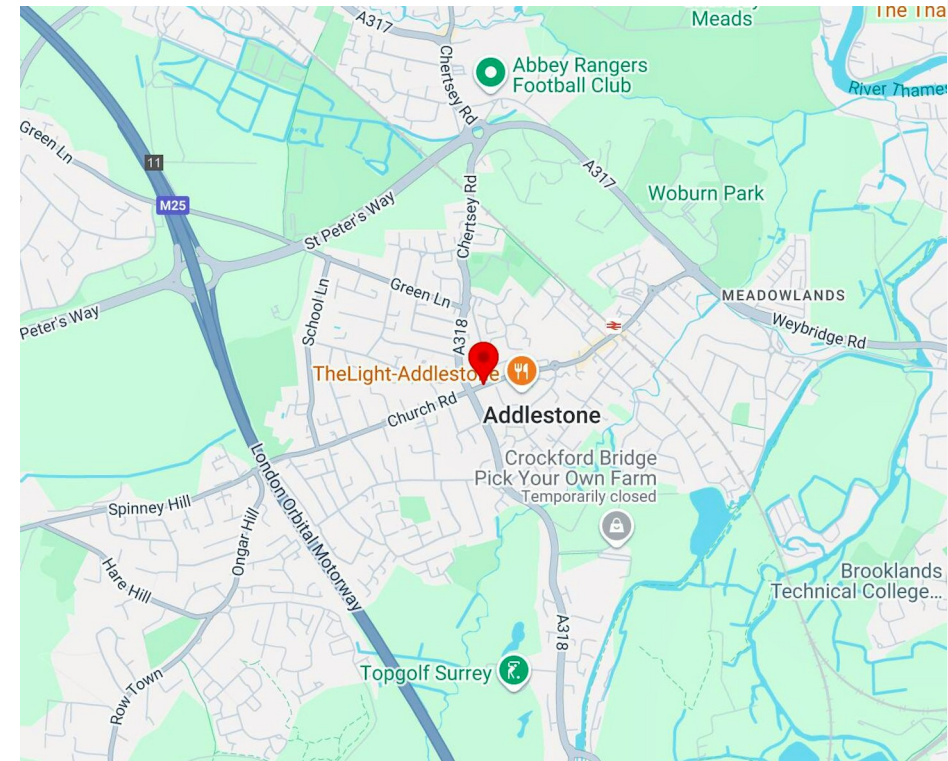 A317
Meads
The Tha
Chertsey Rd
Abbey Rangers
Football Club
River Thames
Green Ln
11
A317
M25
Woburn Park
St Peter's Way
Chertsey Rd
School Ln
Green Ln
MEADOWLANDS
Peter's Way
A318
Weybridge Rd
TheLight-Addlestone
Church Rd
Addlestone
Crockford Bridge
Pick Your Own Farm
Temporarily closed
London Orbital Motorway
Spinney Hill
Ongar Hill
Hare Hill
Brooklands
Technical College...
A318
Topgolf Surrey
Row Town